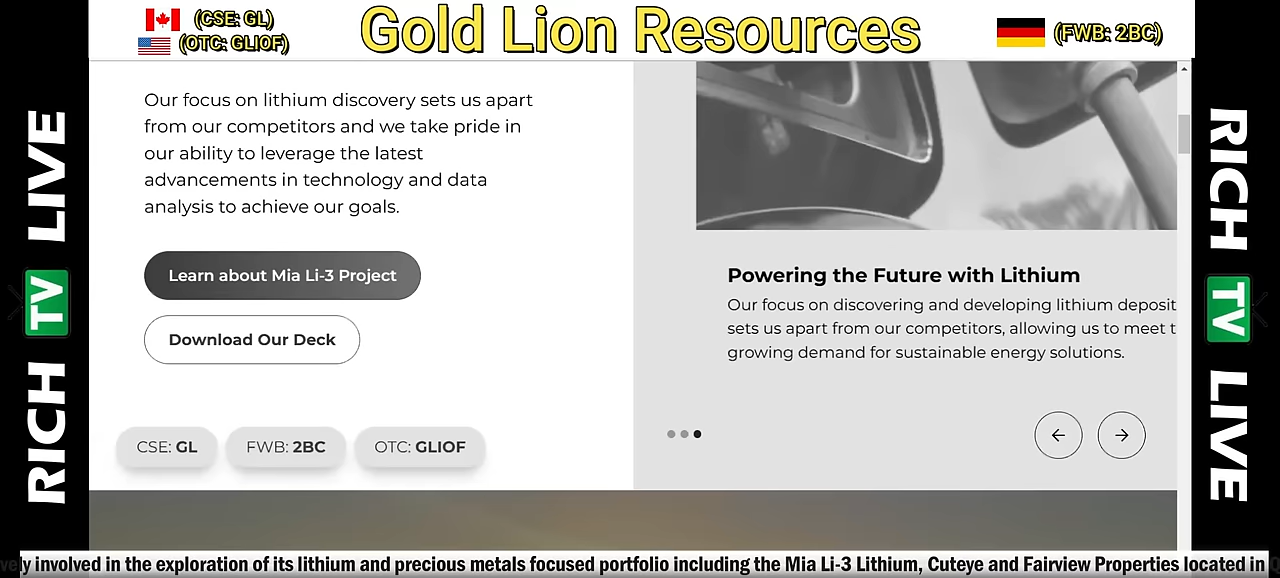 (CSE: GL)
(OTC: GLIOF)
Gold Lion Resources
(FWB: 2BC)
RICH TV LIVE
Our focus on lithium discovery sets us apart
from our competitors and we take pride in
our ability to leverage the latest
advancements in technology and data
analysis to achieve our goals.
Learn about Mia Li-3 Project
Download Our Deck
CSE: GL
FWB: 2BC
OTC: GLIOF
Powering the Future with Lithium
Our focus on discovering and developing lithium deposit
sets us apart from our competitors, allowing us to meet t
growing demand for sustainable energy solutions.
RICH TV LIVE
vely involved in the exploration of its lithium and precious metals focused portfolio including the Mia Li-3 Lithium, Cuteye and Fairview Properties located in